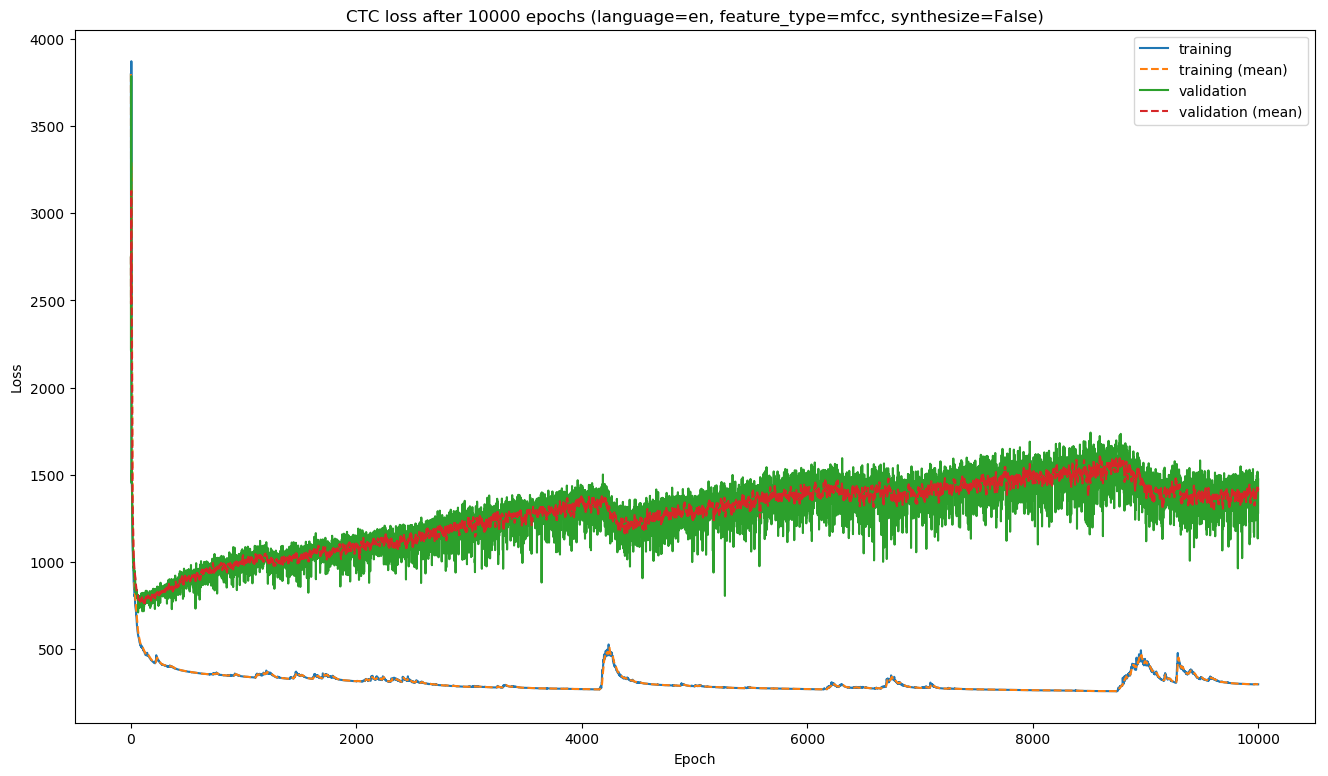 CTC loss after 10000 epochs (language=en, feature_type=mfcc, synthesize=False)
training
training (mean)
validation
validation (mean)
Loss
4000
3500
3000
2500
2000
1500
1000
500
0
2000
4000
6000
8000
10000
Epoch